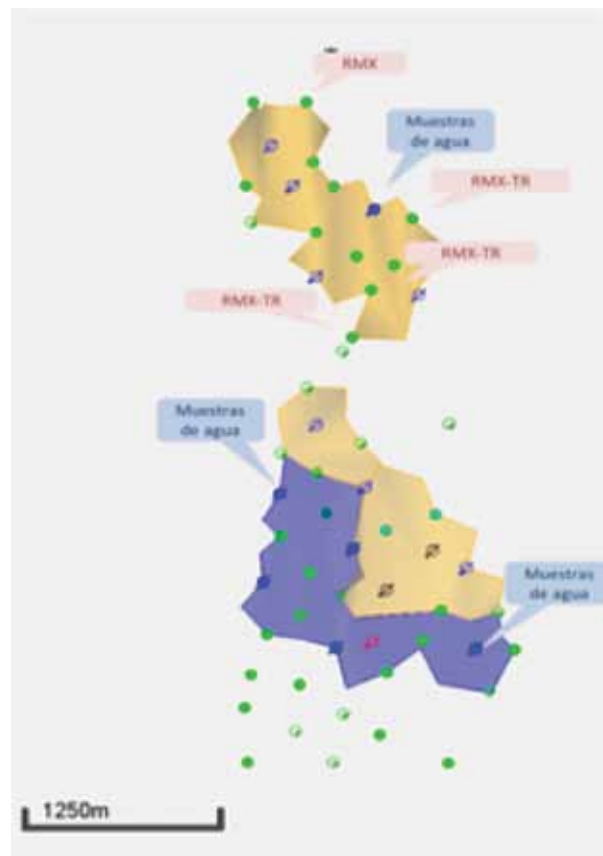 RMX
Muestras
de agua
RMX-TR
RMX-TR
RMX-TR
Muestras
de agua
Muestras
de agua
1250m